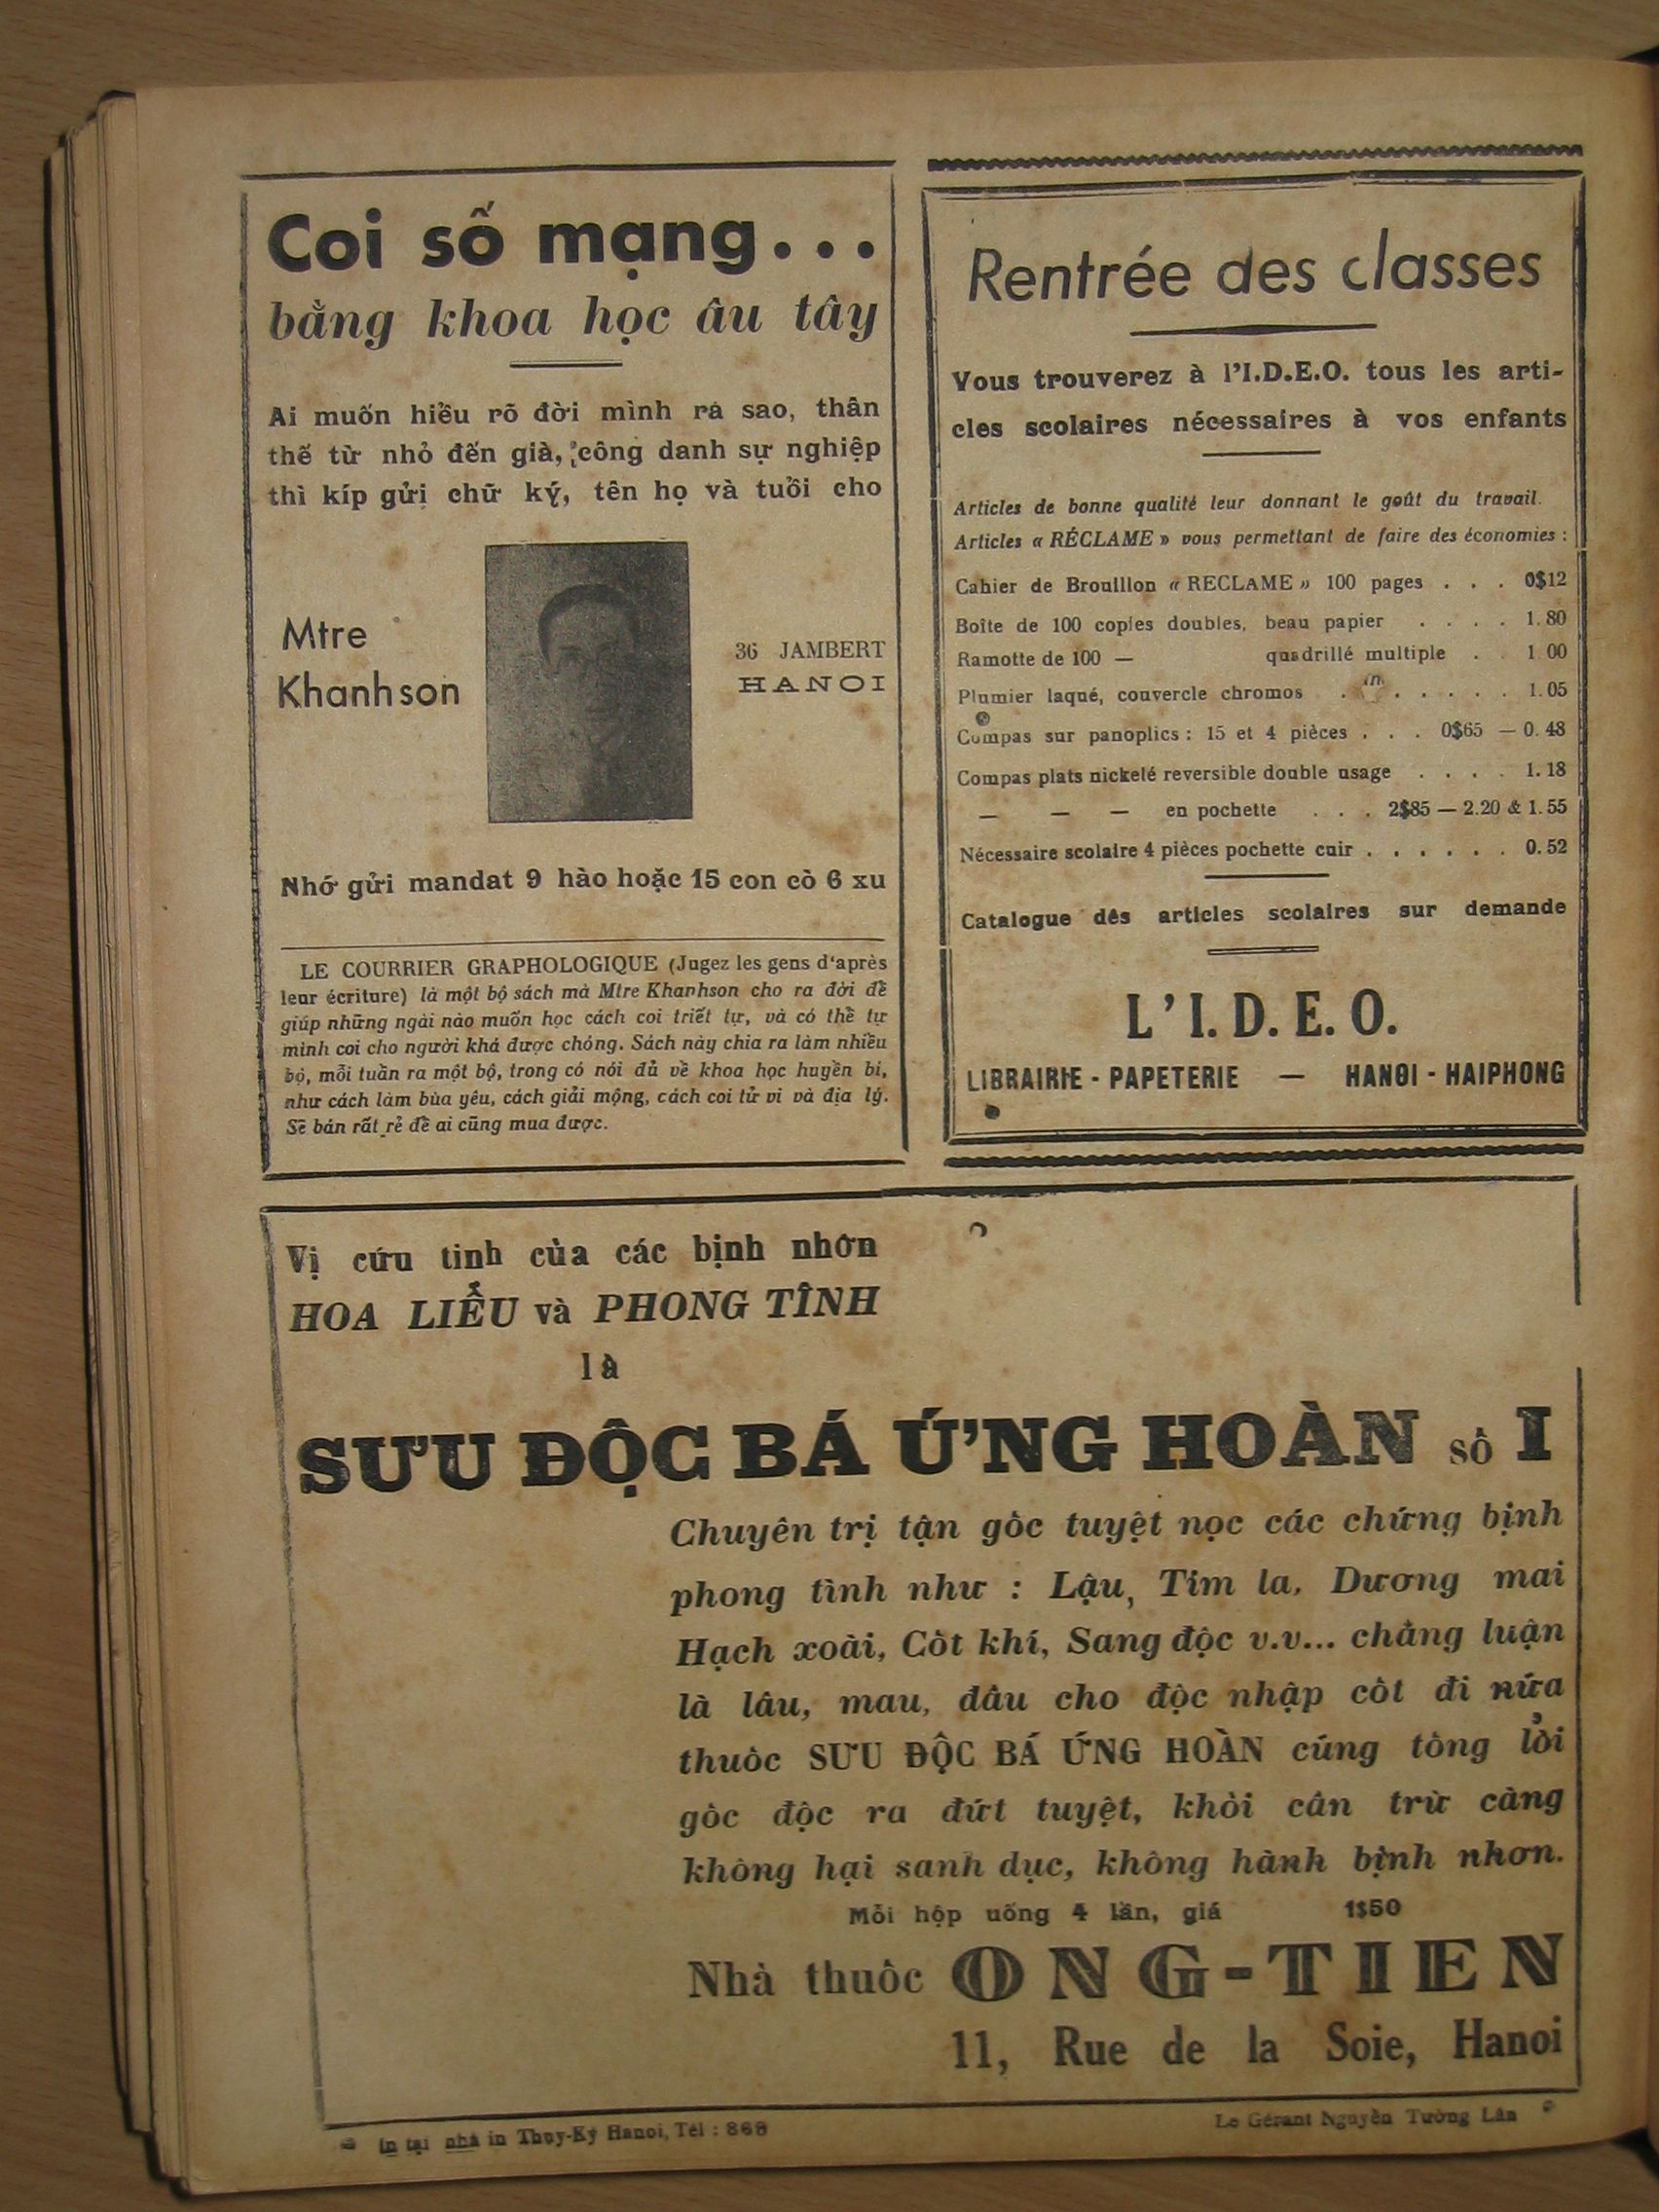 Coi số mạng...
bằng khoa học âu tây
Ai muốn hiểu rõ đời mình ra sao, thân
thế từ nhỏ đến già, công danh sự nghiệp
thì kíp gửi chữ ký, tên họ và tuổi cho
Mtre
Khanhson
36 JAMBERT
HANOI
Nhớ gửi mandat 9 hào hoặc 15 con cò 6 xu
LE COURRIER GRAPHOLOGIQUE (Jugez les gens d'après
leur écriture) là một bộ sách mà Mtre Khanhson cho ra đời để
giúp những ngài nào muốn học cách coi triết tự, và có thể tự
mình coi cho người khá được chóng. Sách này chia ra làm nhiều
bộ, mỗi tuần ra một bộ, trong có nói đủ về khoa học huyền bí,
như cách làm bùa yêu, cách giải mộng, cách coi tử vi và địa lý.
Sẽ bán rất rẻ để ai cũng mua được.
Rentrée des classes
Vous trouverez à l'I.D.E.O. tous les arti-
cles scolaires nécessaires à vos enfants
Articles de bonne qualité leur donnant le goût du travail.
Articles « RÉCLAME » vous permettant de faire des économies :
Cahier de Brouillon « RECLAME » 100 pages . . . 0$12
Boîte de 100 copies doubles, beau papier . . . . 1.80
Ramotte de 100 — quadrillé multiple . . 1 00
Plumier laqué, couvercle chromos . . . . . . . 1.05
Compas sur panoplics : 15 et 4 pièces . . . 0$65 — 0.48
Compas plats nickelé reversible double usage . . . . 1.18
— — — en pochette . . . 2$85 — 2.20 & 1.55
Nécessaire scolaire 4 pièces pochette cuir . . . . . . 0.52
Catalogue dês articles scolaires sur demande
L'I.D.E.O.
LIBRAIRIE - PAPETERIE — HANOI - HAIPHONG
Vị cứu tinh của các bịnh nhơn
HOA LIỄU và PHONG TÌNH
là
SƯU ĐỘC BÁ ỨNG HOÀN số I
Chuyên trị tận gốc tuyệt nọc các chứng bịnh
phong tình như : Lậu, Tim la, Dương mai
Hạch xoài, Cốt khí, Sang độc v.v... chẳng luận
là lâu, mau, dầu cho độc nhập cốt đi nữa
thuốc SƯU ĐỘC BÁ ỨNG HOÀN cũng tống lỏi
gốc độc ra đứt tuyệt, khỏi cần trừ căng
không hại sanh dục, không hành bịnh nhơn.
Mỗi hộp uống 4 lần, giá 1$50
Nhà thuốc ONG-TIEN
11, Rue de la Soie, Hanoi
In tại nhà in Thụy-Ký Hanoi, Tél : 868
Le Gérant Nguyễn Tường Lân